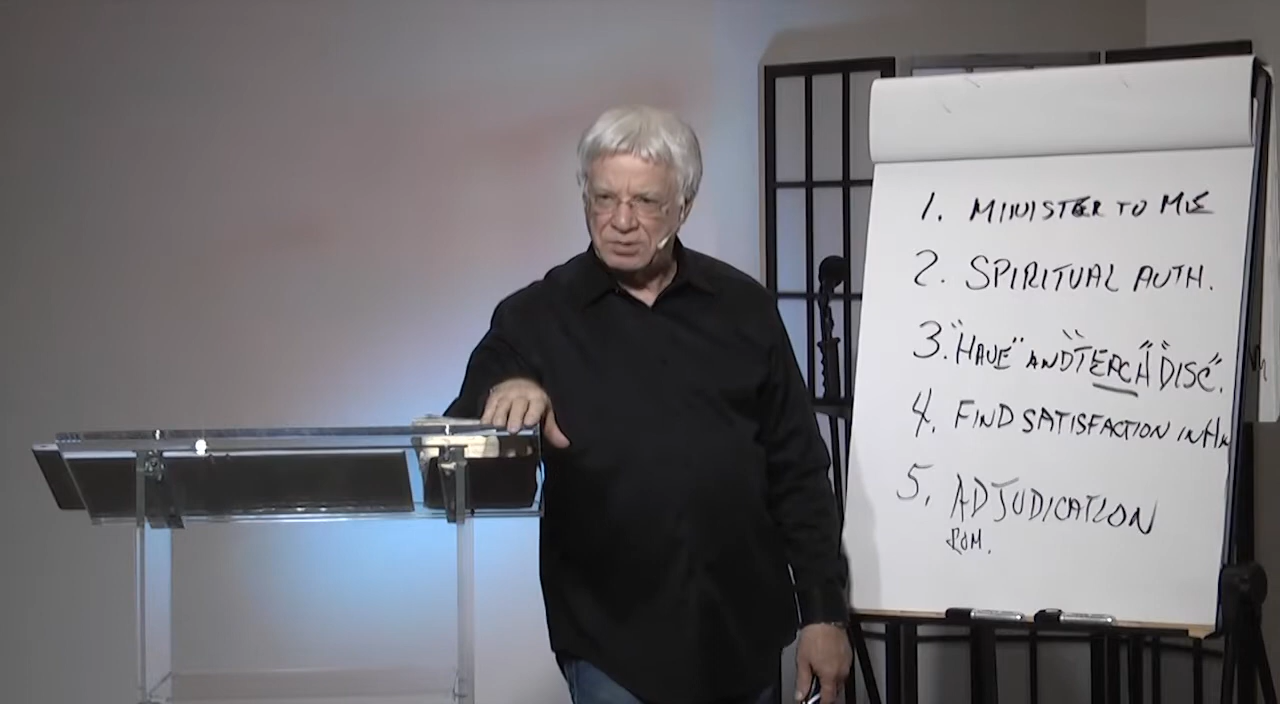 1. MINISTER TO ME
2. SPIRITUAL AUTH.
3. "HAVE" AND "TEACH" "DISC".
4. FIND SATISFACTION IN HIM
5. ADJUDICATION
ROM.